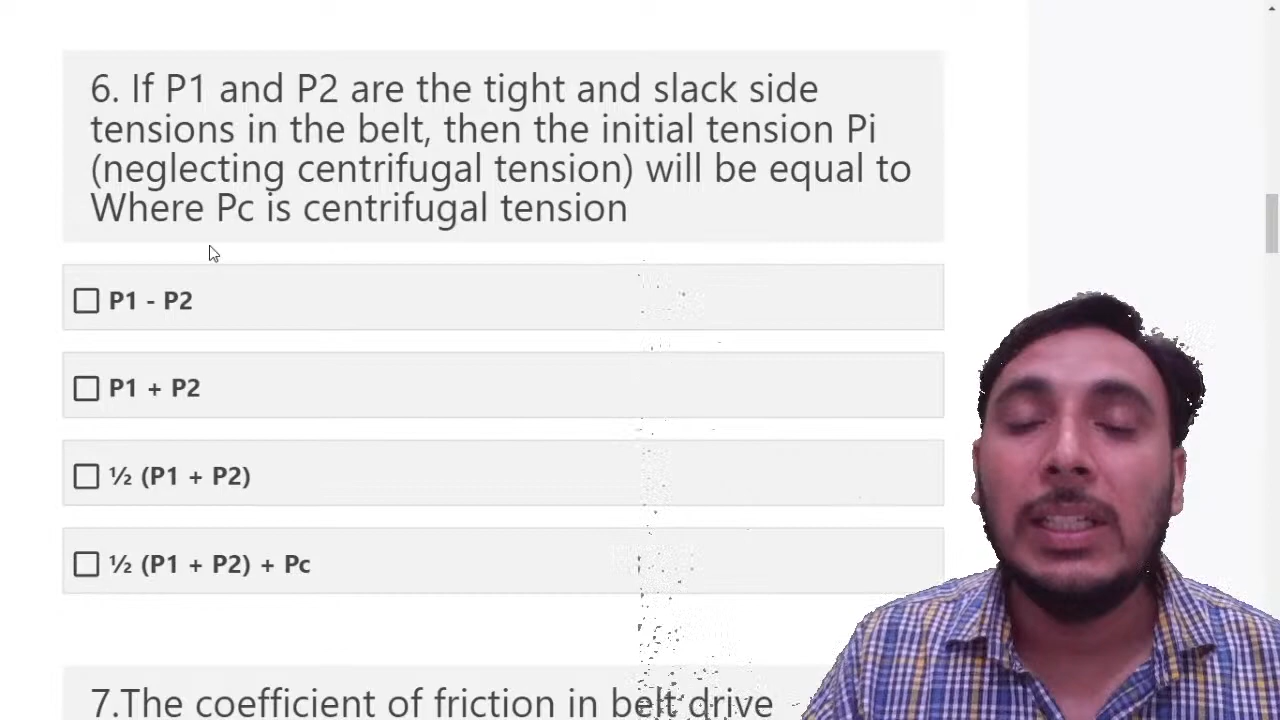 6. If P1 and P2 are the tight and slack side
tensions in the belt, then the initial tension Pi
(neglecting centrifugal tension) will be equal to
Where Pc is centrifugal tension
P1 - P2
P1 + P2
½ (P1 + P2)
½ (P1 + P2) + Pc
7.The coefficient of friction in belt drive